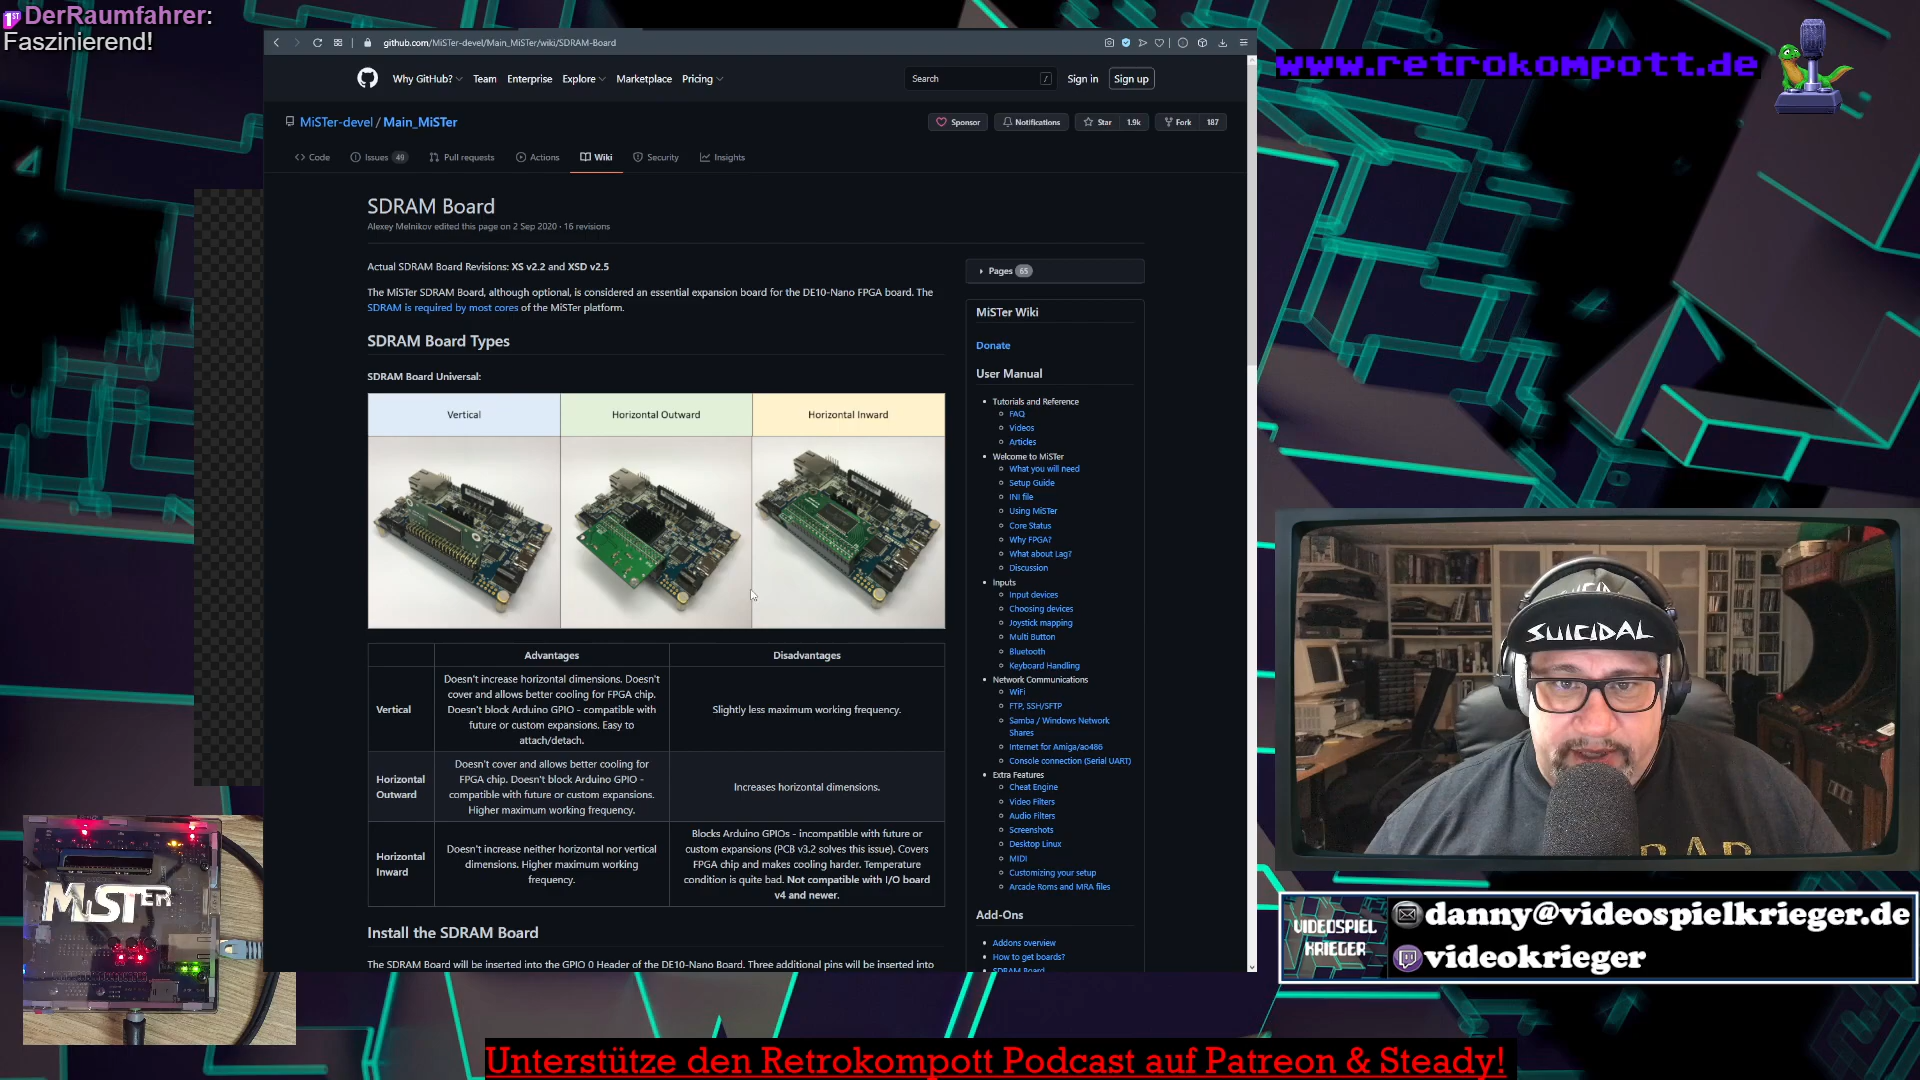 DerRaumfahrer:
Faszinierend!
github.com/MiSTer-devel/Main_MiSTer/wiki/SDRAM-Board
Why GitHub? Team Enterprise Explore Marketplace Pricing
Search /
Sign in Sign up
www.retrokompott.de
MiSTer-devel / Main_MiSTer
Sponsor Notifications Star 1.9k Fork 187
Code Issues 49 Pull requests Actions Wiki Security Insights
SDRAM Board
Alexey Melnikov edited this page on 2 Sep 2020 · 16 revisions
Actual SDRAM Board Revisions: XS v2.2 and XSD v2.5
The MiSTer SDRAM Board, although optional, is considered an essential expansion board for the DE10-Nano FPGA board. The
SDRAM is required by most cores of the MiSTer platform.
SDRAM Board Types
SDRAM Board Universal:
Vertical Horizontal Outward Horizontal Inward
Advantages Disadvantages
Vertical
Doesn't increase horizontal dimensions. Doesn't
cover and allows better cooling for FPGA chip.
Doesn't block Arduino GPIO - compatible with
future or custom expansions. Easy to
attach/detach.
Slightly less maximum working frequency.
Horizontal
Outward
Doesn't cover and allows better cooling for
FPGA chip. Doesn't block Arduino GPIO -
compatible with future or custom expansions.
Higher maximum working frequency.
Increases horizontal dimensions.
Horizontal
Inward
Doesn't increase neither horizontal nor vertical
dimensions. Higher maximum working
frequency.
Blocks Arduino GPIOs - incompatible with future or
custom expansions (PCB v3.2 solves this issue). Covers
FPGA chip and makes cooling harder. Temperature
condition is quite bad. Not compatible with I/O board
v4 and newer.
Install the SDRAM Board
The SDRAM Board will be inserted into the GPIO 0 Header of the DE10-Nano Board. Three additional pins will be inserted into
Pages 65
MiSTer Wiki
Donate
User Manual
Tutorials and Reference
FAQ
Videos
Articles
Welcome to MiSTer
What you will need
Setup Guide
INI file
Using MiSTer
Core Status
Why FPGA?
What about Lag?
Discussion
Inputs
Input devices
Choosing devices
Joystick mapping
Multi Button
Bluetooth
Keyboard Handling
Network Communications
WiFi
FTP, SSH/SFTP
Samba / Windows Network
Shares
Internet for Amiga/ao486
Console connection (Serial UART)
Extra Features
Cheat Engine
Video Filters
Audio Filters
Screenshots
Desktop Linux
MIDI
Customizing your setup
Arcade Roms and MRA files
Add-Ons
Addons overview
How to get boards?
SDRAM Board
MiSTER
SUICIDAL
VIDEOSPIEL
KRIEGER
danny@videospielkrieger.de
videokrieger
Unterstütze den Retrokompott Podcast auf Patreon & Steady!